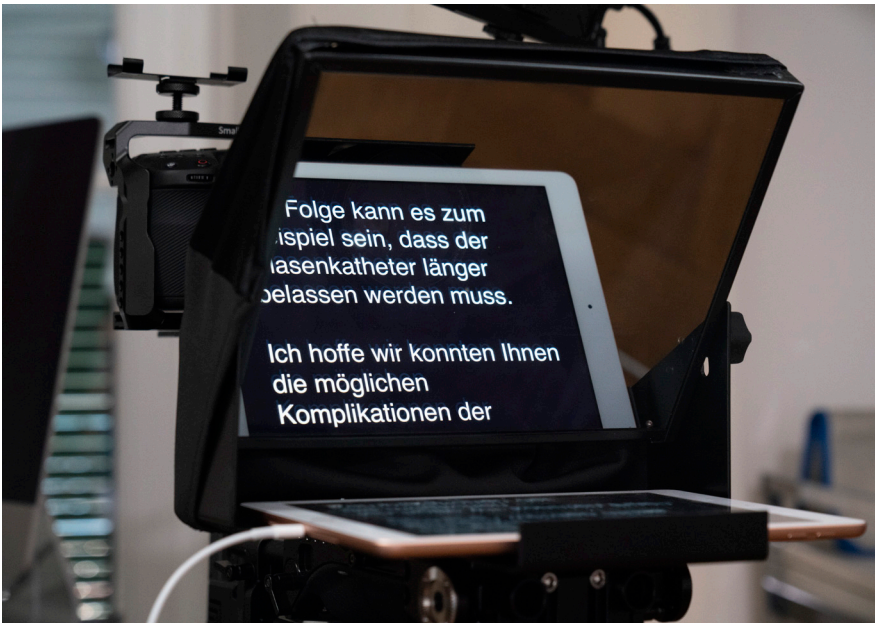 Smal
Folge kann es zum
ispiel sein, dass der
lasenkatheter länger
belassen werden muss.
Ich hoffe wir konnten Ihnen
die möglichen
Komplikationen der